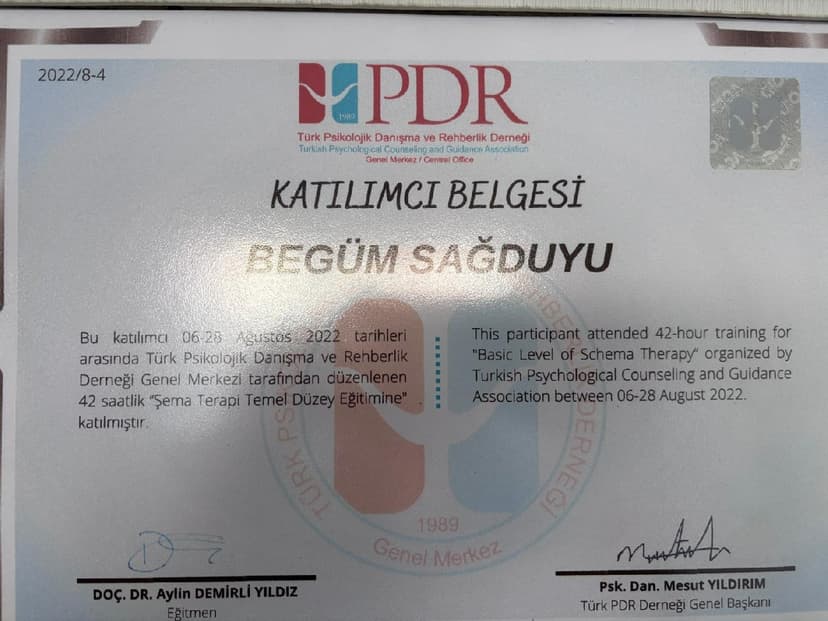 2022/8-4
PDR
1989
Türk Psikolojik Danışma ve Rehberlik Derneği
Turkish Psychological Counseling and Guidance Association
Genel Merkez / Central Office
KATILIMCI BELGESİ
BEGÜM SAĞDUYU
Bu katılımcı 06-28 Ağustos 2022 tarihleri
arasında Türk Psikolojik Danışma ve Rehberlik
Derneği Genel Merkezi tarafından düzenlenen
42 saatlik "Şema Terapi Temel Düzey Eğitimine"
katılmıştır.
This participant attended 42-hour training for
"Basic Level of Schema Therapy" organized by
Turkish Psychological Counseling and Guidance
Association between 06-28 August 2022.
TÜRK PS
HBERLİK DERNEĞİ
1989
Genel Merkez
DOÇ. DR. Aylin DEMİRLİ YILDIZ
Eğitmen
Psk. Dan. Mesut YILDIRIM
Türk PDR Derneği Genel Başkanı